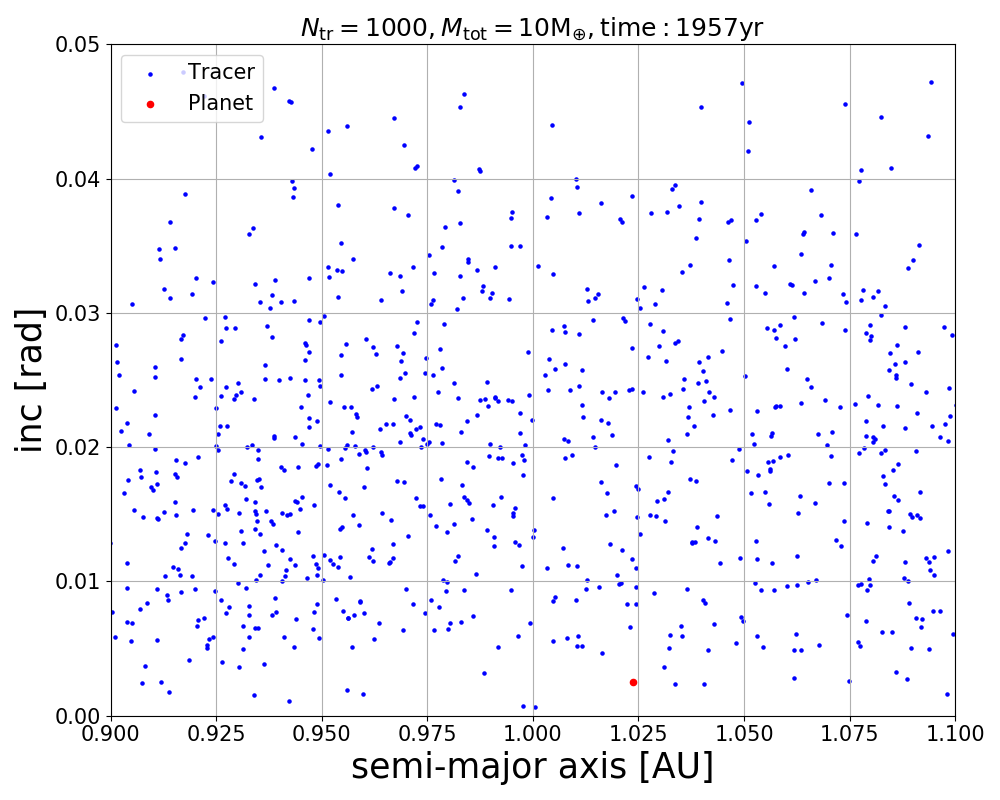 N_tr = 1000, M_tot = 10M_⊕, time : 1957yr
Tracer
Planet
inc [rad]
0.05
0.04
0.03
0.02
0.01
0.00
0.900 0.925 0.950 0.975 1.000 1.025 1.050 1.075 1.100
semi-major axis [AU]